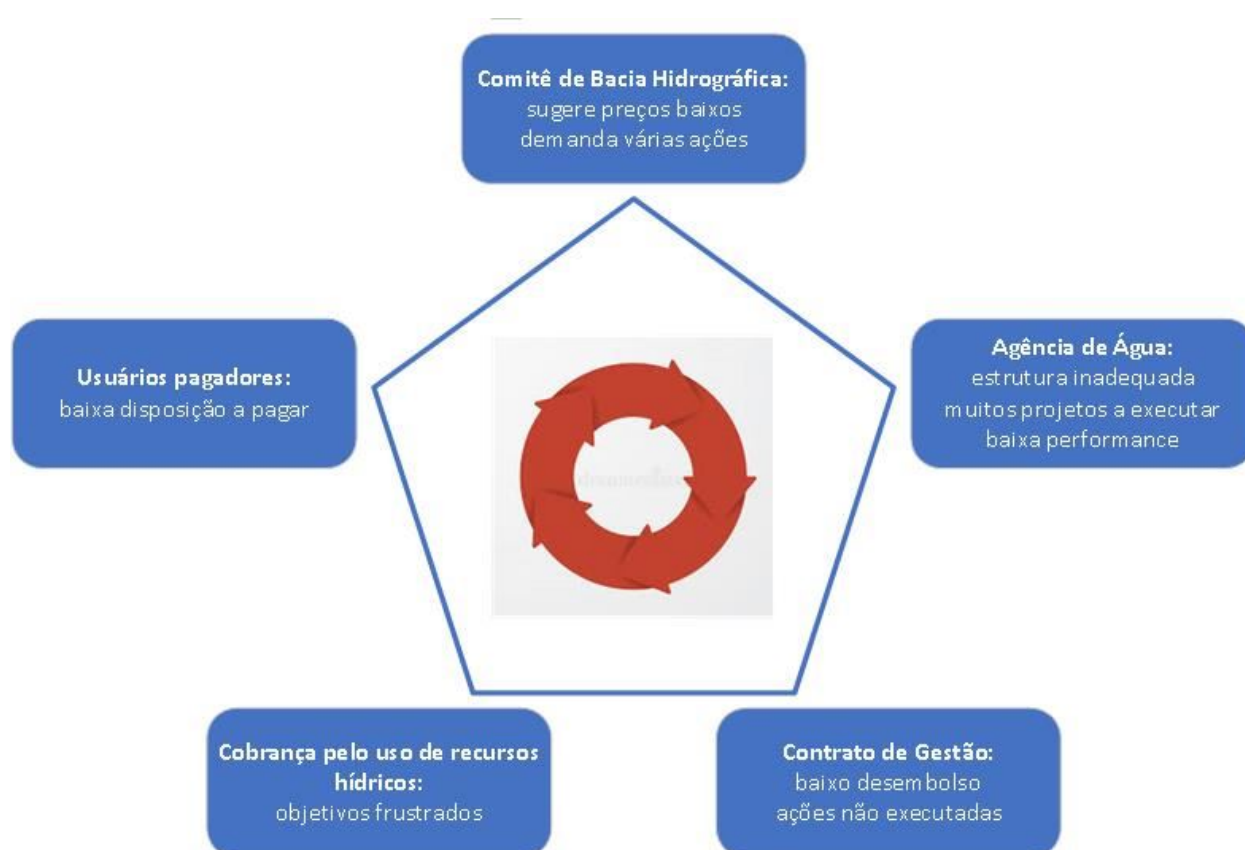 Comitê de Bacia Hidrográfica:
sugere preços baixos
demanda várias ações
Usuários pagadores:
baixa disposição a pagar
Agência de Água:
estrutura inadequada
muitos projetos a executar
baixa performance
Cobrança pelo uso de recursos
hídricos:
objetivos frustrados
Contrato de Gestão:
baixo desembolso
ações não executadas